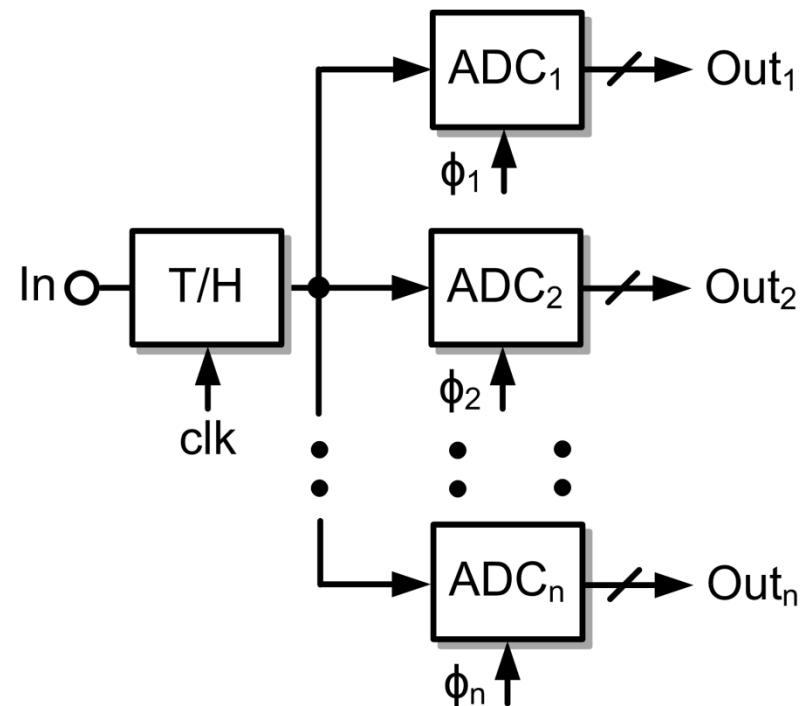 ADC₁
Out₁
ϕ₁
In
T/H
ADC₂
Out₂
clk
ϕ₂
ADCₙ
Outₙ
ϕₙ